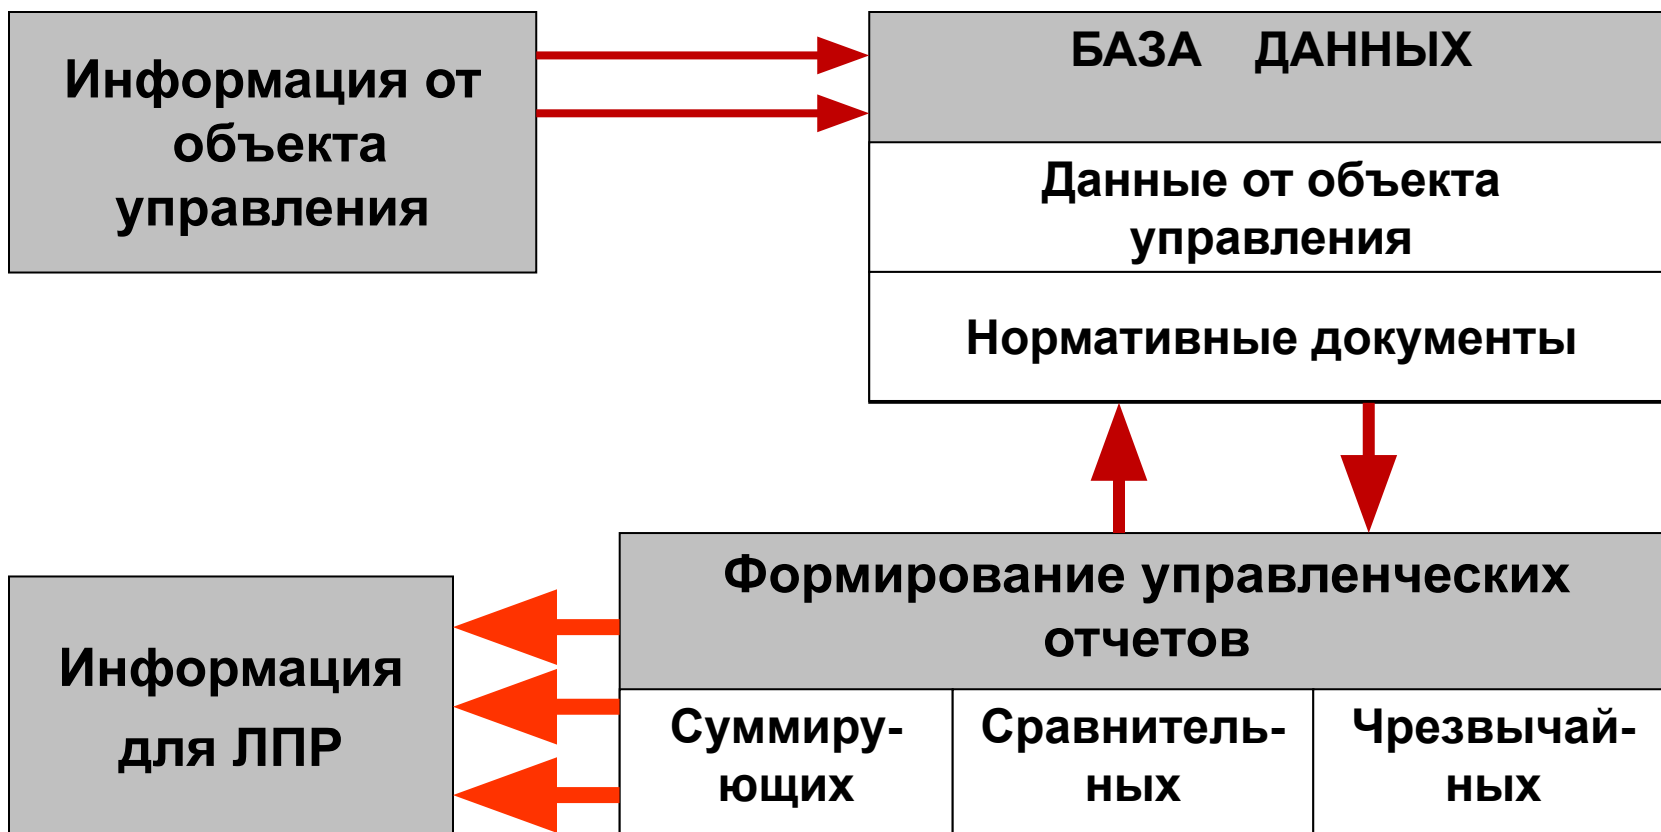 Информация от
объекта
управления
БАЗА ДАННЫХ
Данные от объекта
управления
Нормативные документы
Формирование управленческих
отчетов
Суммиру-
ющих
Сравнитель-
ных
Чрезвычай-
ных
Информация
для ЛПР